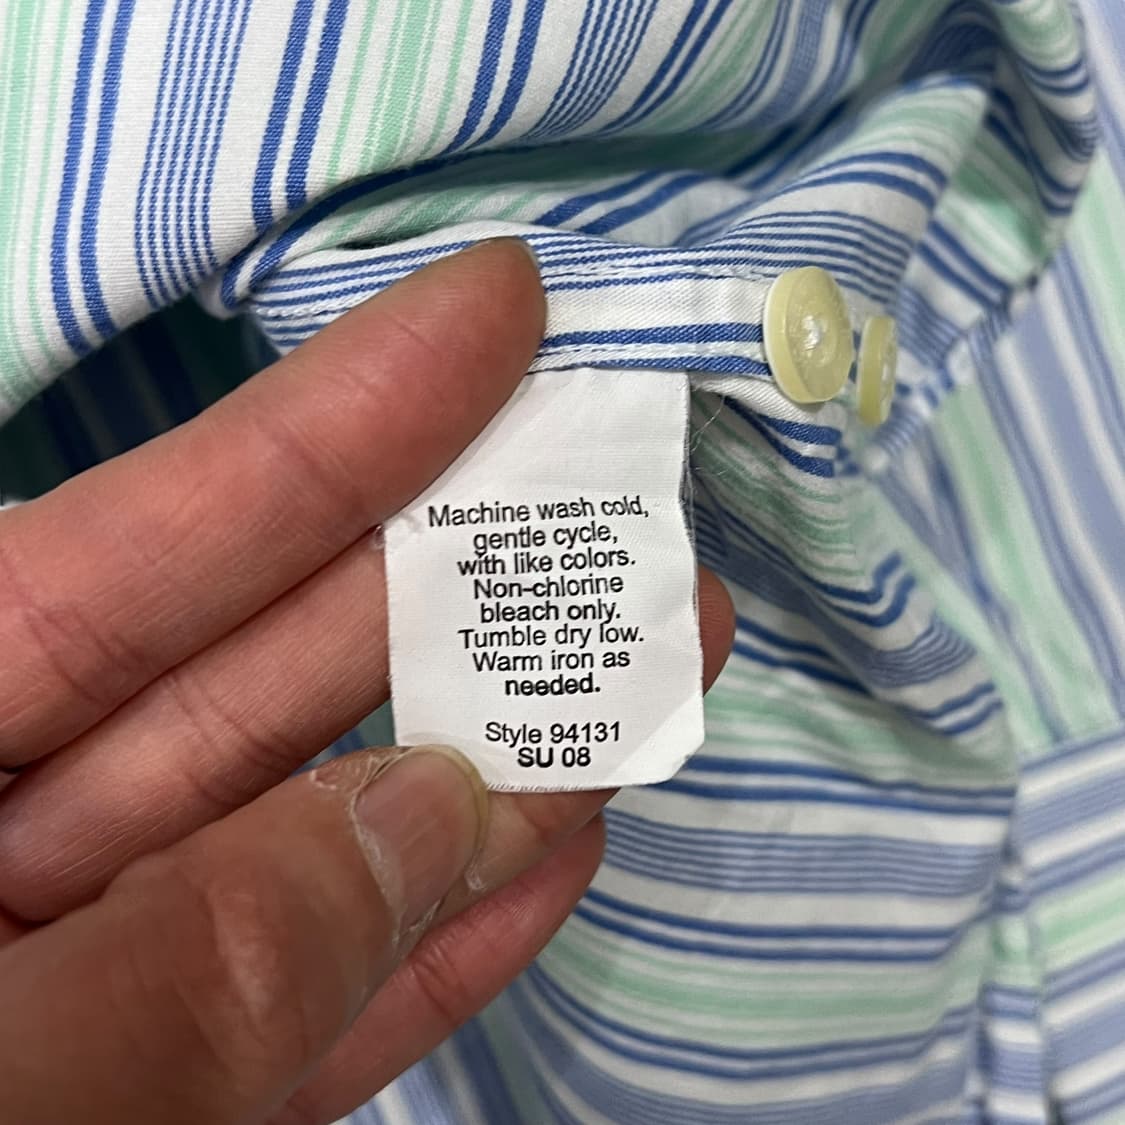 Machine wash cold,
gentle cycle,
with like colors.
Non-chlorine
bleach only.
Tumble dry low.
Warm iron as
needed.
Style 94131
SU 08